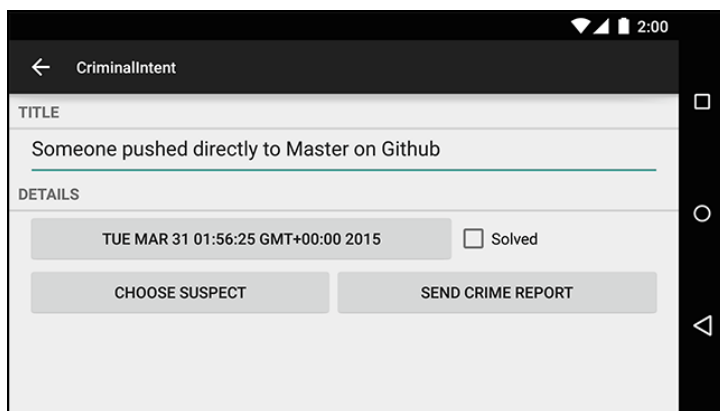 2:00
CriminalIntent
TITLE
Someone pushed directly to Master on Github
DETAILS
TUE MAR 31 01:56:25 GMT+00:00 2015 Solved
CHOOSE SUSPECT SEND CRIME REPORT